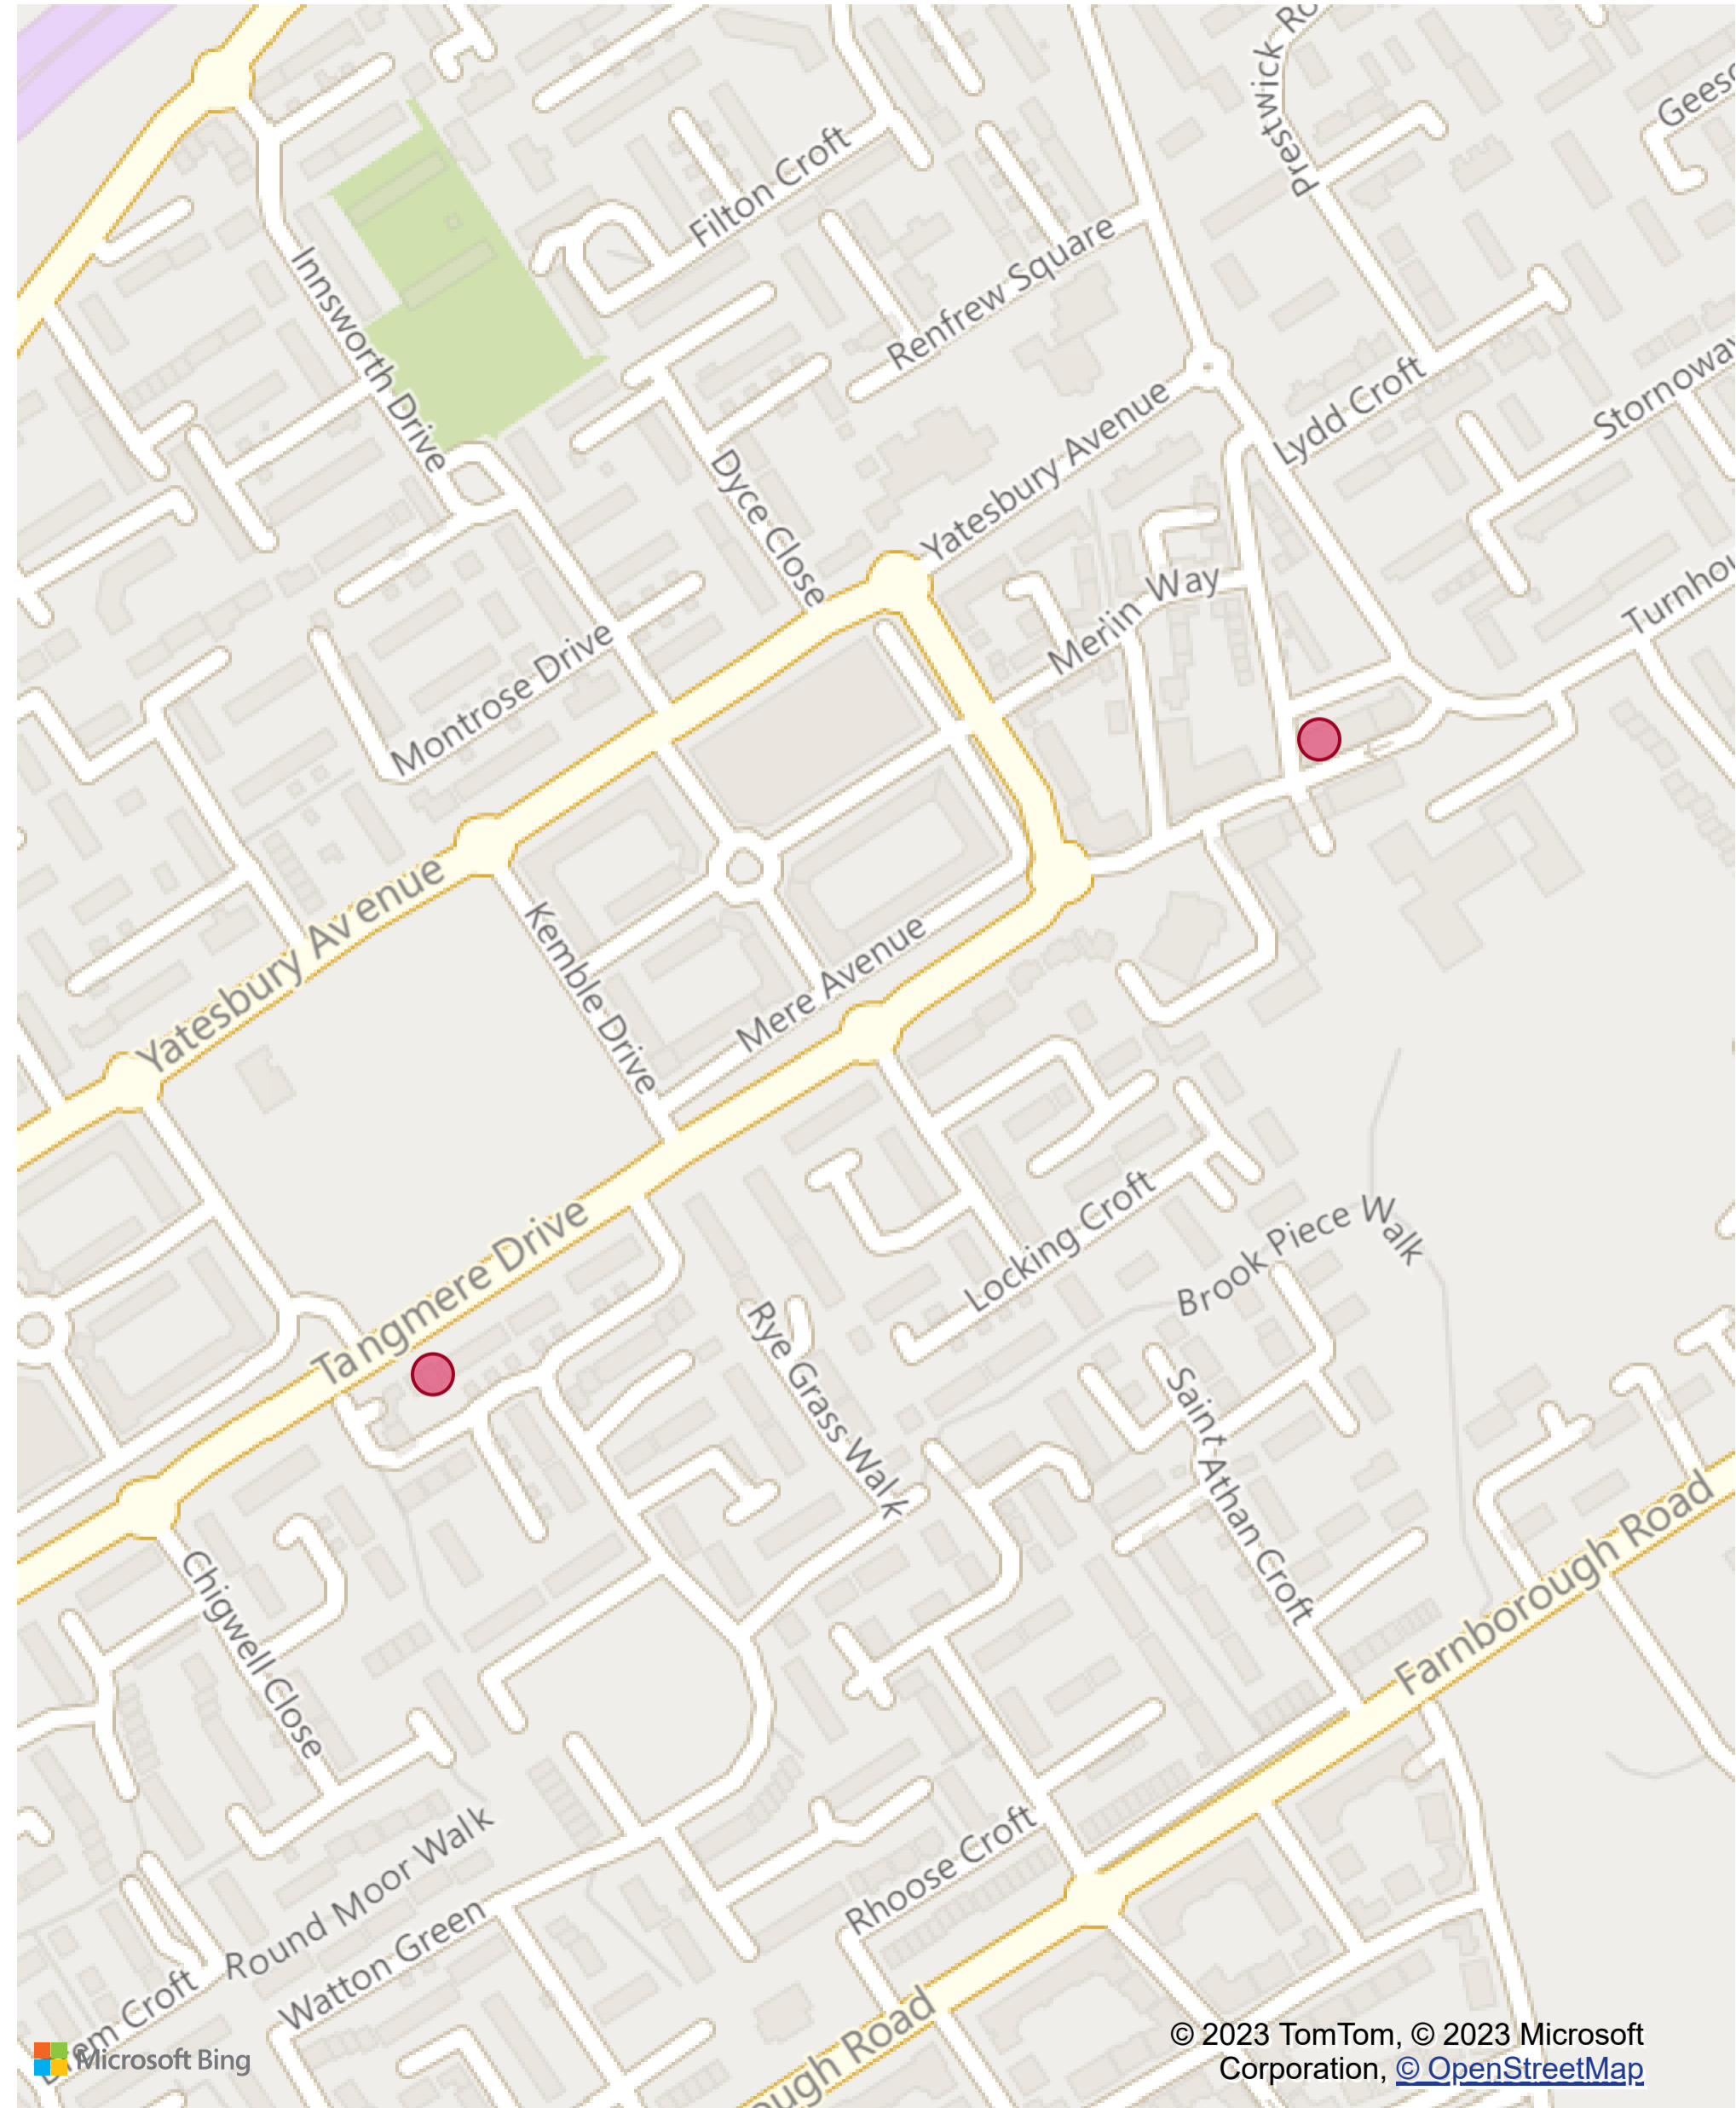 Prestwick Ro
Geeso
Filton Croft
Innsworth Drive
Renfrew Square
Lydd Croft
Stornoway
Yatesbury Avenue
Dyce Close
Merlin Way
Turnhou
Montrose Drive
Yatesbury Avenue
Kemble Drive
Mere Avenue
Tangmere Drive
Locking Croft
Brook Piece Walk
Rye Grass Walk
Saint Athan Croft
Farnborough Road
Chigwell Close
Round Moor Walk
Rhoose Croft
Watton Green
Croft
ough Road
© 2023 TomTom, © 2023 Microsoft
Corporation, © OpenStreetMap
Microsoft Bing